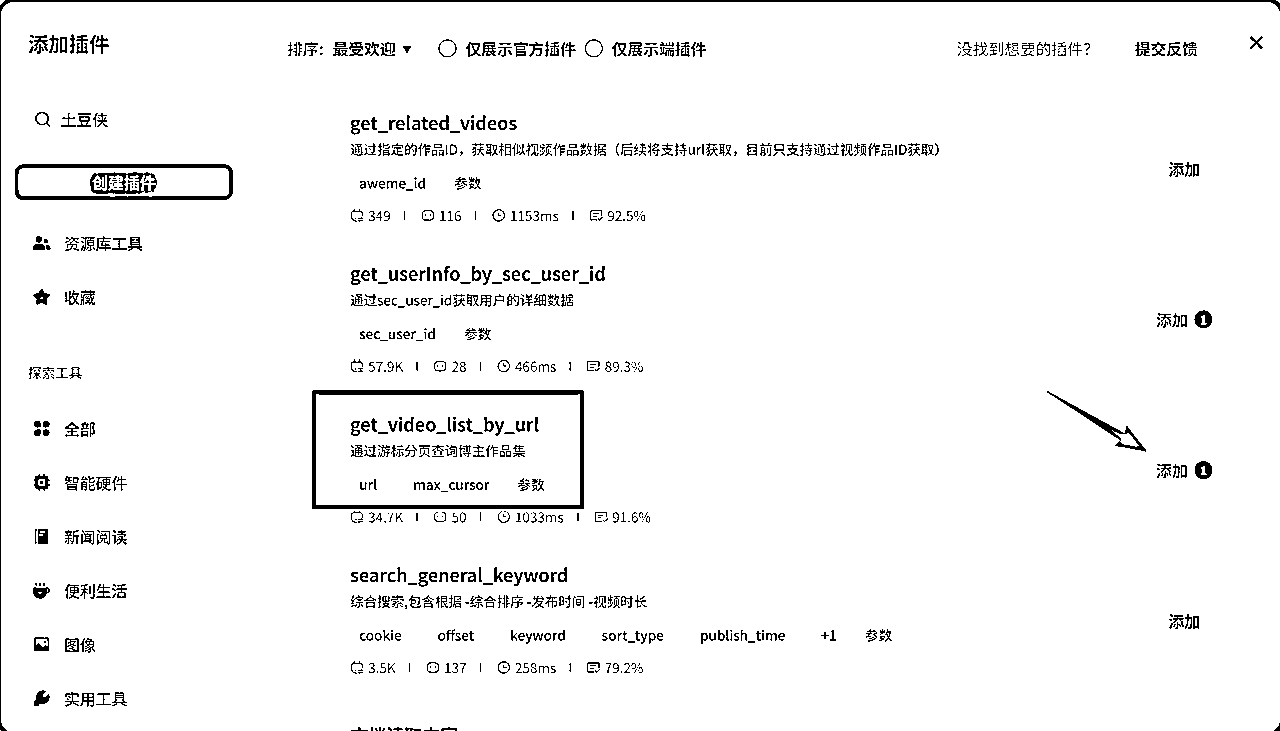 添加插件
排序: 最受欢迎 仅展示官方插件 仅展示端插件 没找到想要的插件? 提交反馈
土豆侠
创建插件
资源库工具
收藏
探索工具
全部
智能硬件
新闻阅读
便利生活
图像
实用工具
get_related_videos
通过指定的作品ID，获取相似视频作品数据（后续将支持url获取，目前只支持通过视频作品ID获取）
aweme_id 参数
349 116 1153ms 92.5%
添加
get_userInfo_by_sec_user_id
通过sec_user_id获取用户的详细数据
sec_user_id 参数
57.9K 28 466ms 89.3%
添加 1
get_video_list_by_url
通过游标分页查询博主作品集
url max_cursor 参数
34.7K 50 1033ms 91.6%
添加 1
search_general_keyword
综合搜索,包含根据-综合排序-发布时间-视频时长
cookie offset keyword sort_type publish_time +1 参数
3.5K 137 258ms 79.2%
添加